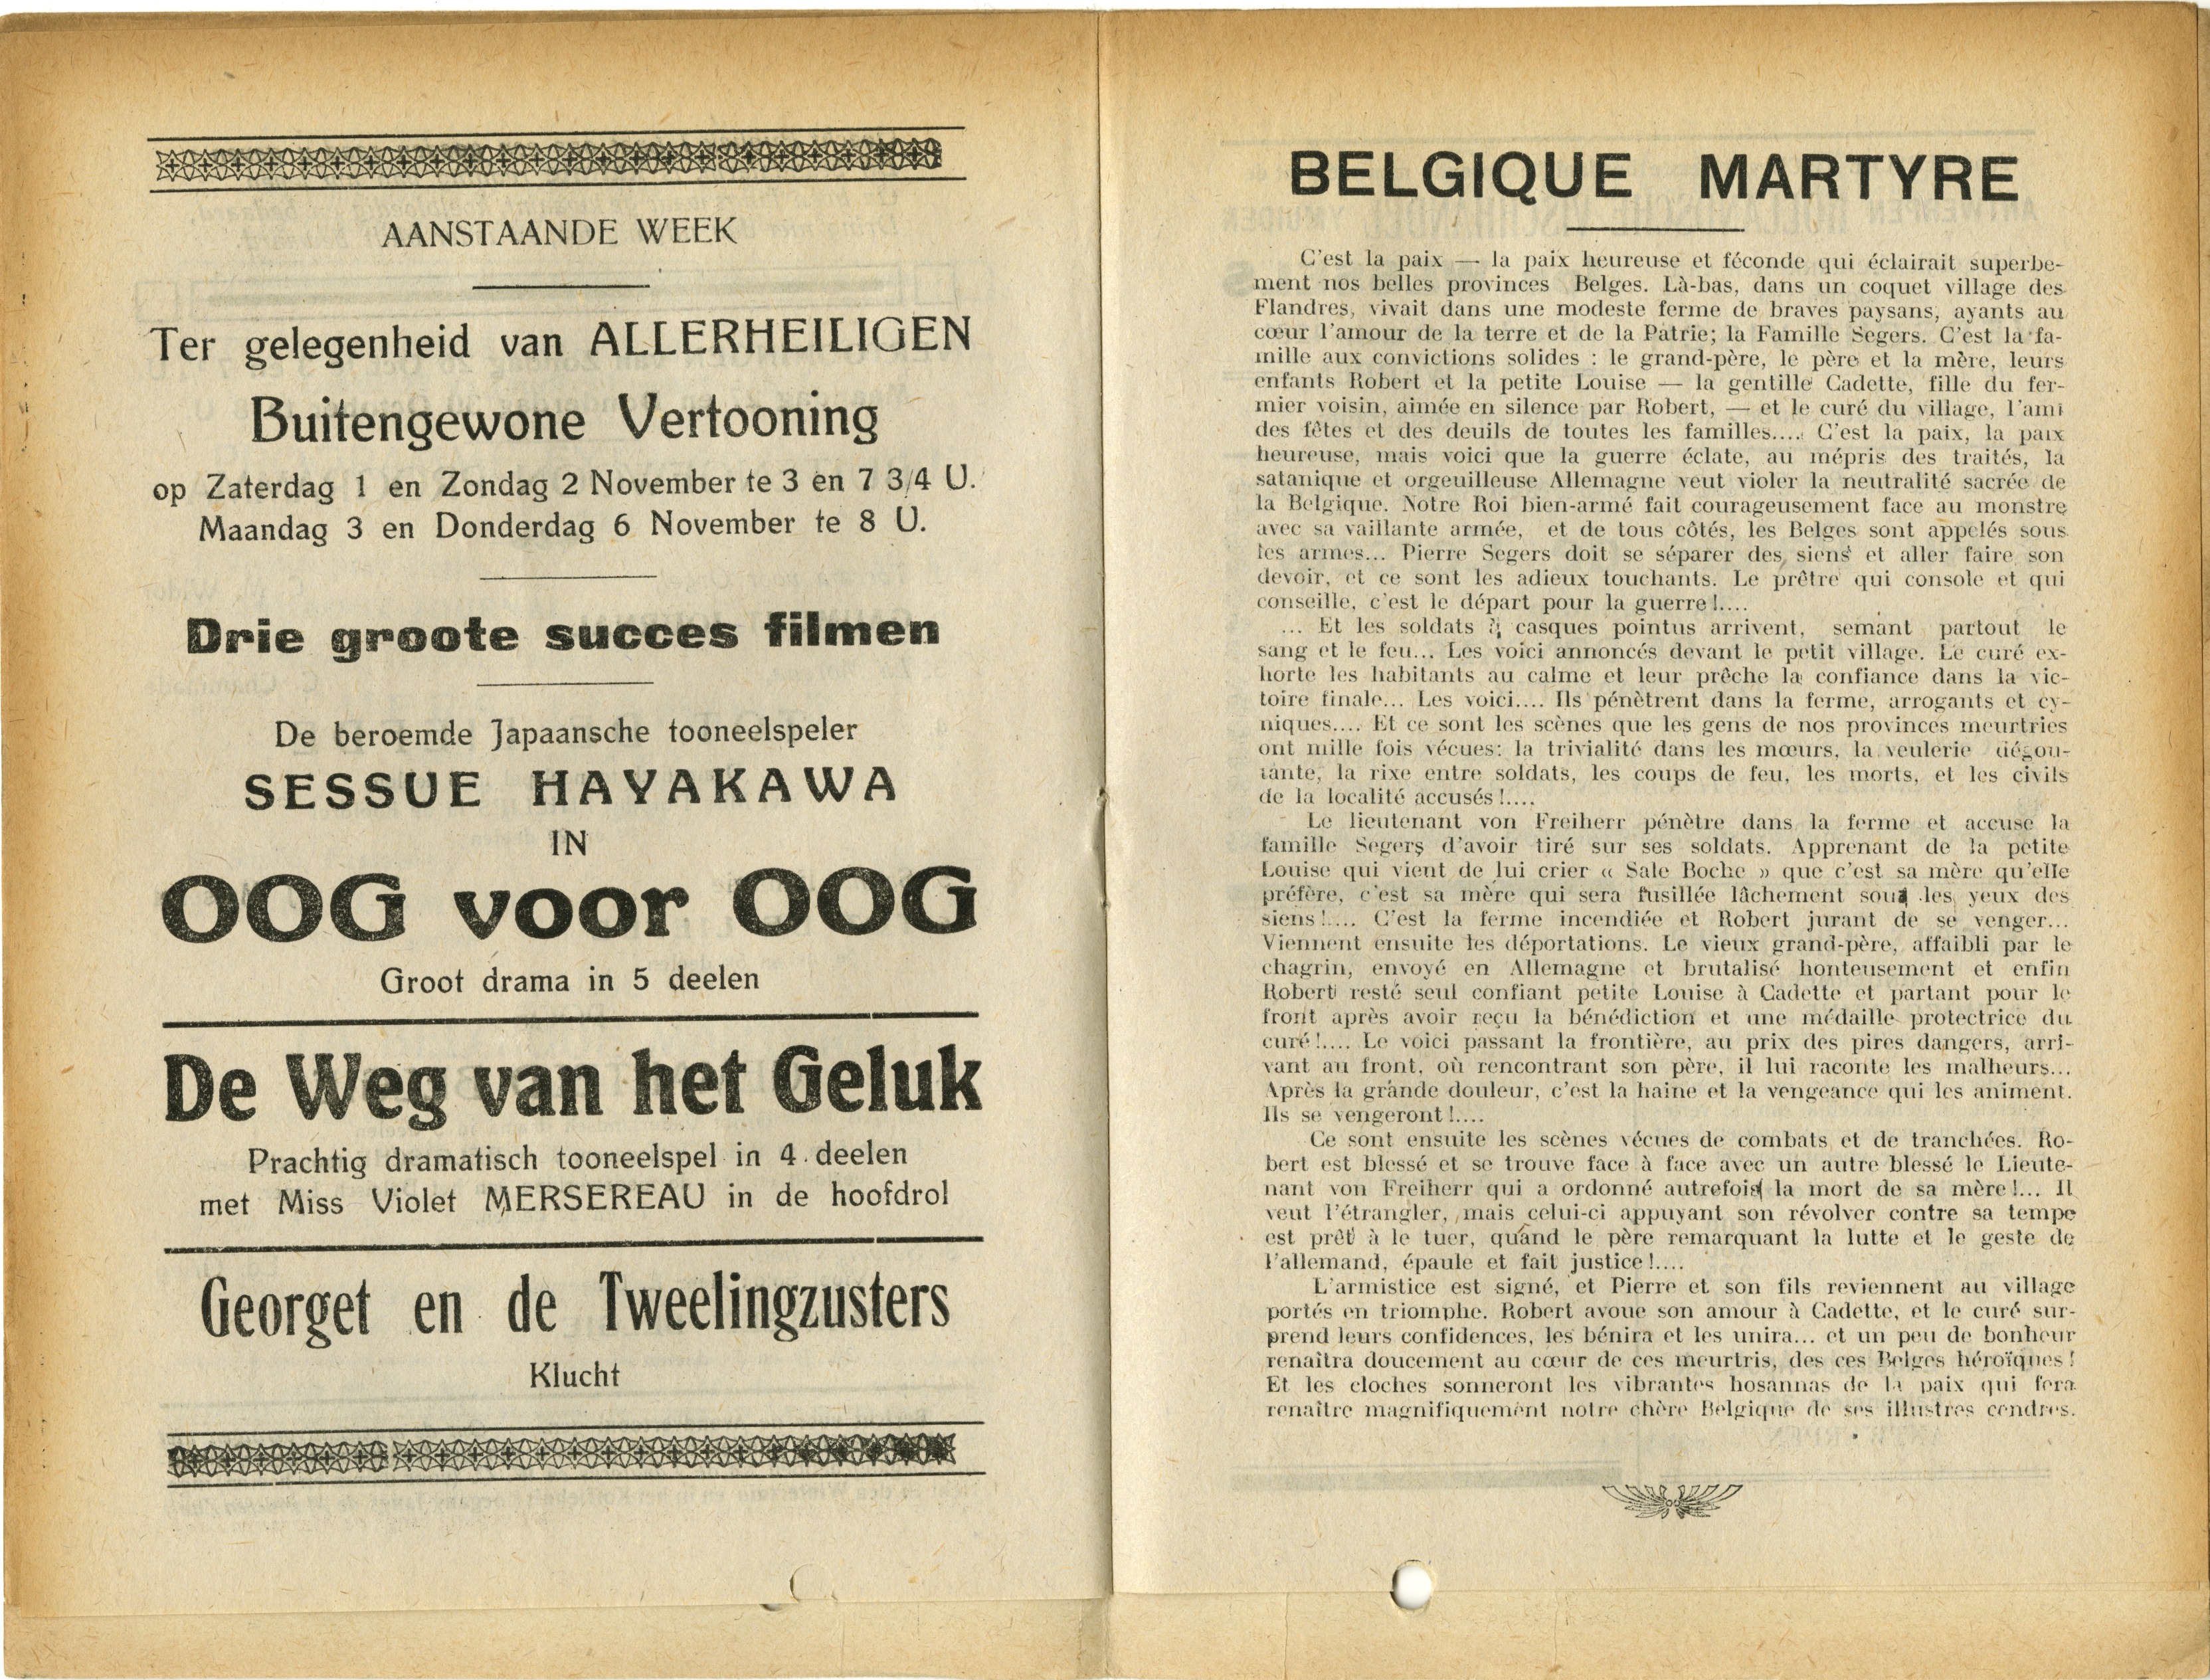 AANSTAANDE WEEK
Ter gelegenheid van ALLERHEILIGEN
Buitengewone Vertooning
op Zaterdag 1 en Zondag 2 November te 3 en 7 3/4 U.
Maandag 3 en Donderdag 6 November te 8 U.
Drie groote succes filmen
De beroemde Japaansche tooneelspeler
SESSUE HAYAKAWA
IN
OOG voor OOG
Groot drama in 5 deelen
De Weg van het Geluk
Prachtig dramatisch tooneelspel in 4 deelen
met Miss Violet MERSEREAU in de hoofdrol
Georget en de Tweelingzusters
Klucht
BELGIQUE MARTYRE
C'est la paix — la paix heureuse et féconde qui éclairait superbe-
ment nos belles provinces Belges. Là-bas, dans un coquet village des
Flandres, vivait dans une modeste ferme de braves paysans, ayants au
cœur l'amour de la terre et de la Patrie; la Famille Segers. C'est la fa-
mille aux convictions solides : le grand-père, le père et la mère, leurs
enfants Robert et la petite Louise — la gentille Cadette, fille du fer-
mier voisin, aimée en silence par Robert, — et le curé du village, l'ami
des fêtes et des deuils de toutes les familles.... C'est la paix, la paix
heureuse, mais voici que la guerre éclate, au mépris des traités, la
satanique et orgeuilleuse Allemagne veut violer la neutralité sacrée de
la Belgique. Notre Roi bien-armé fait courageusement face au monstre
avec sa vaillante armée, et de tous côtés, les Belges sont appelés sous
les armes... Pierre Segers doit se séparer des siens et aller faire son
devoir, et ce sont les adieux touchants. Le prêtre qui console et qui
conseille, c'est le départ pour la guerre !....
... Et les soldats à casques pointus arrivent, semant partout le
sang et le feu... Les voici annoncés devant le petit village. Le curé ex-
horte les habitants au calme et leur prêche la confiance dans la vic-
toire finale... Les voici.... Ils pénètrent dans la ferme, arrogants et cy-
niques.... Et ce sont les scènes que les gens de nos provinces meurtries
ont mille fois vécues: la trivialité dans les mœurs, la veulerie dégou-
tante, la rixe entre soldats, les coups de feu, les morts, et les civils
de la localité accusés !....
Le lieutenant von Freiherr pénètre dans la ferme et accuse la
famille Segers d'avoir tiré sur ses soldats. Apprenant de la petite
Louise qui vient de lui crier « Sale Boche » que c'est sa mère qu'elle
préfère, c'est sa mère qui sera fusillée lâchement sous les yeux des
siens !.... C'est la ferme incendiée et Robert jurant de se venger...
Viennent ensuite les déportations. Le vieux grand-père, affaibli par le
chagrin, envoyé en Allemagne et brutalisé honteusement et enfin
Robert resté seul confiant petite Louise à Cadette et partant pour le
front après avoir reçu la bénédiction et une médaille protectrice du
curé !.... Le voici passant la frontière, au prix des pires dangers, arri-
vant au front, où rencontrant son père, il lui raconte les malheurs...
Après la grande douleur, c'est la haine et la vengeance qui les animent.
Ils se vengeront !....
Ce sont ensuite les scènes vécues de combats et de tranchées. Ro-
bert est blessé et se trouve face à face avec un autre blessé le Lieute-
nant von Freiherr qui a ordonné autrefois la mort de sa mère !... Il
veut l'étrangler, mais celui-ci appuyant son révolver contre sa tempe
est prêt à le tuer, quand le père remarquant la lutte et le geste de
l'allemand, épaule et fait justice !....
L'armistice est signé, et Pierre et son fils reviennent au village
portés en triomphe. Robert avoue son amour à Cadette, et le curé sur-
prend leurs confidences, les bénira et les unira... et un peu de bonheur
renaîtra doucement au cœur de ces meurtris, des ces Belges héroïques !
Et les cloches sonneront les vibrantes hosannas de la paix qui fera
renaître magnifiquement notre chère Belgique de ses illustres cendres.